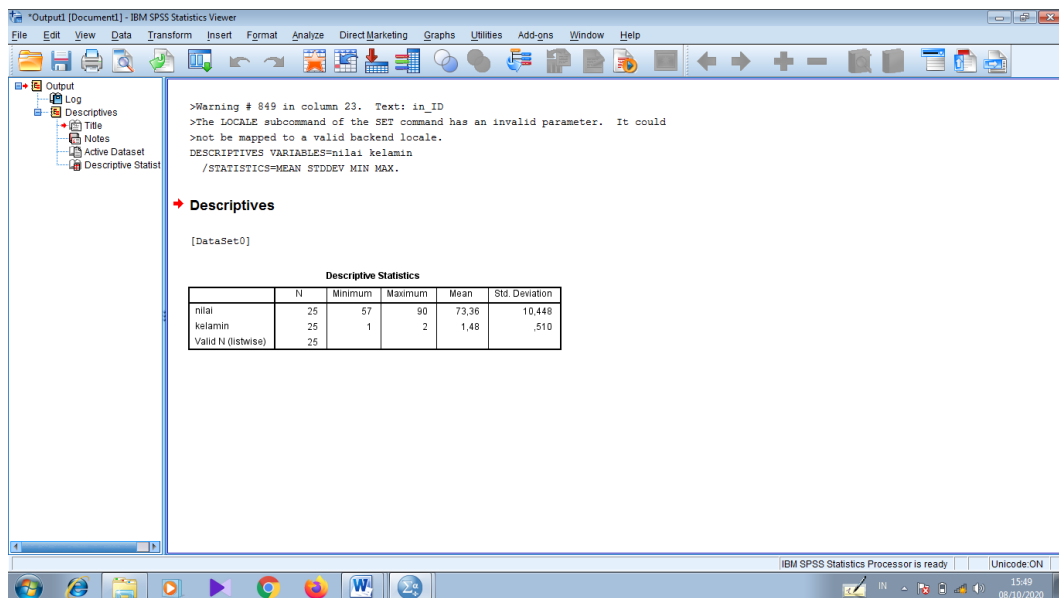 *Output1 [Document1] - IBM SPSS Statistics Viewer
File Edit View Data Transform Insert Format Analyze Direct Marketing Graphs Utilities Add-ons Window Help
Output
Log
Descriptives
Title
Notes
Active Dataset
Descriptive Statist
>Warning # 849 in column 23.  Text: in_ID
>The LOCALE subcommand of the SET command has an invalid parameter.  It could
>not be mapped to a valid backend locale.
DESCRIPTIVES VARIABLES=nilai kelamin
/STATISTICS=MEAN STDDEV MIN MAX.
Descriptives
[DataSet0]
Descriptive Statistics
N Minimum Maximum Mean Std. Deviation
nilai 25 57 90 73,36 10,448
kelamin 25 1 2 1,48 ,510
Valid N (listwise) 25
IBM SPSS Statistics Processor is ready Unicode:ON
IN 15:49
08/10/2020